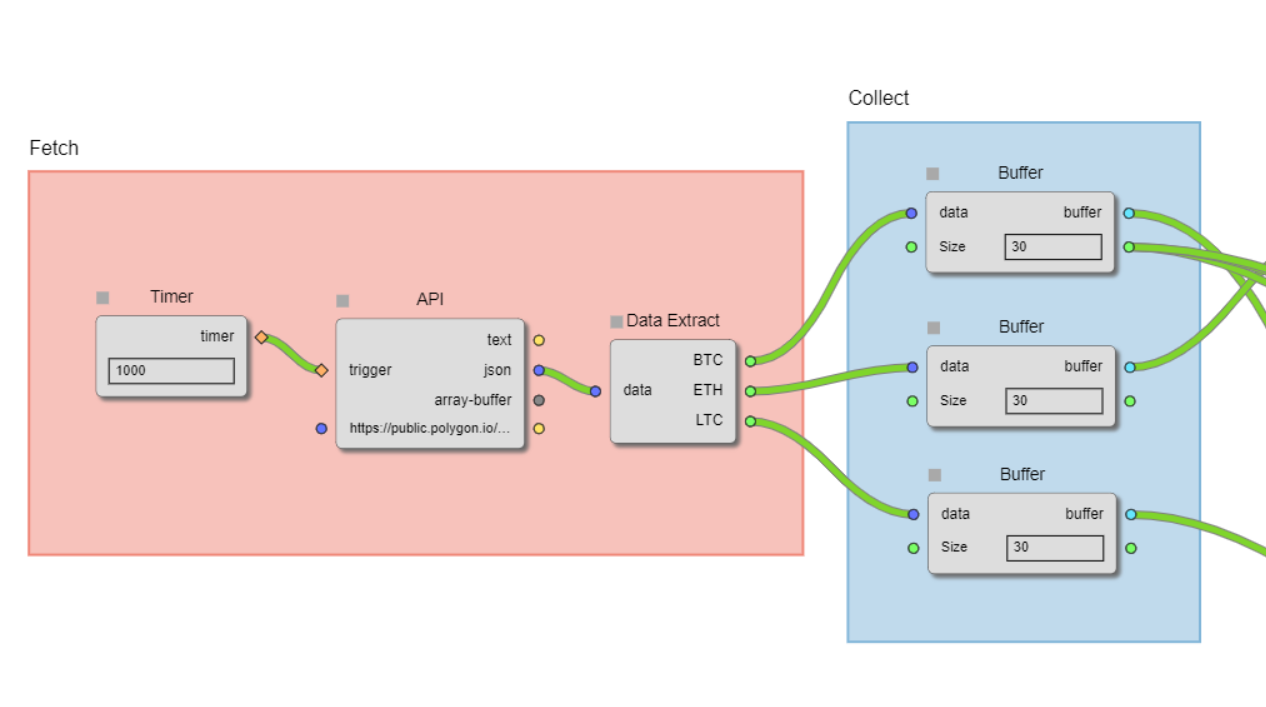 Collect
Fetch
Timer
timer
1000
API
text
trigger json
array-buffer
https://public.polygon.io/...
Data Extract
BTC
data ETH
LTC
Buffer
data buffer
Size 30
Buffer
data buffer
Size 30
Buffer
data buffer
Size 30